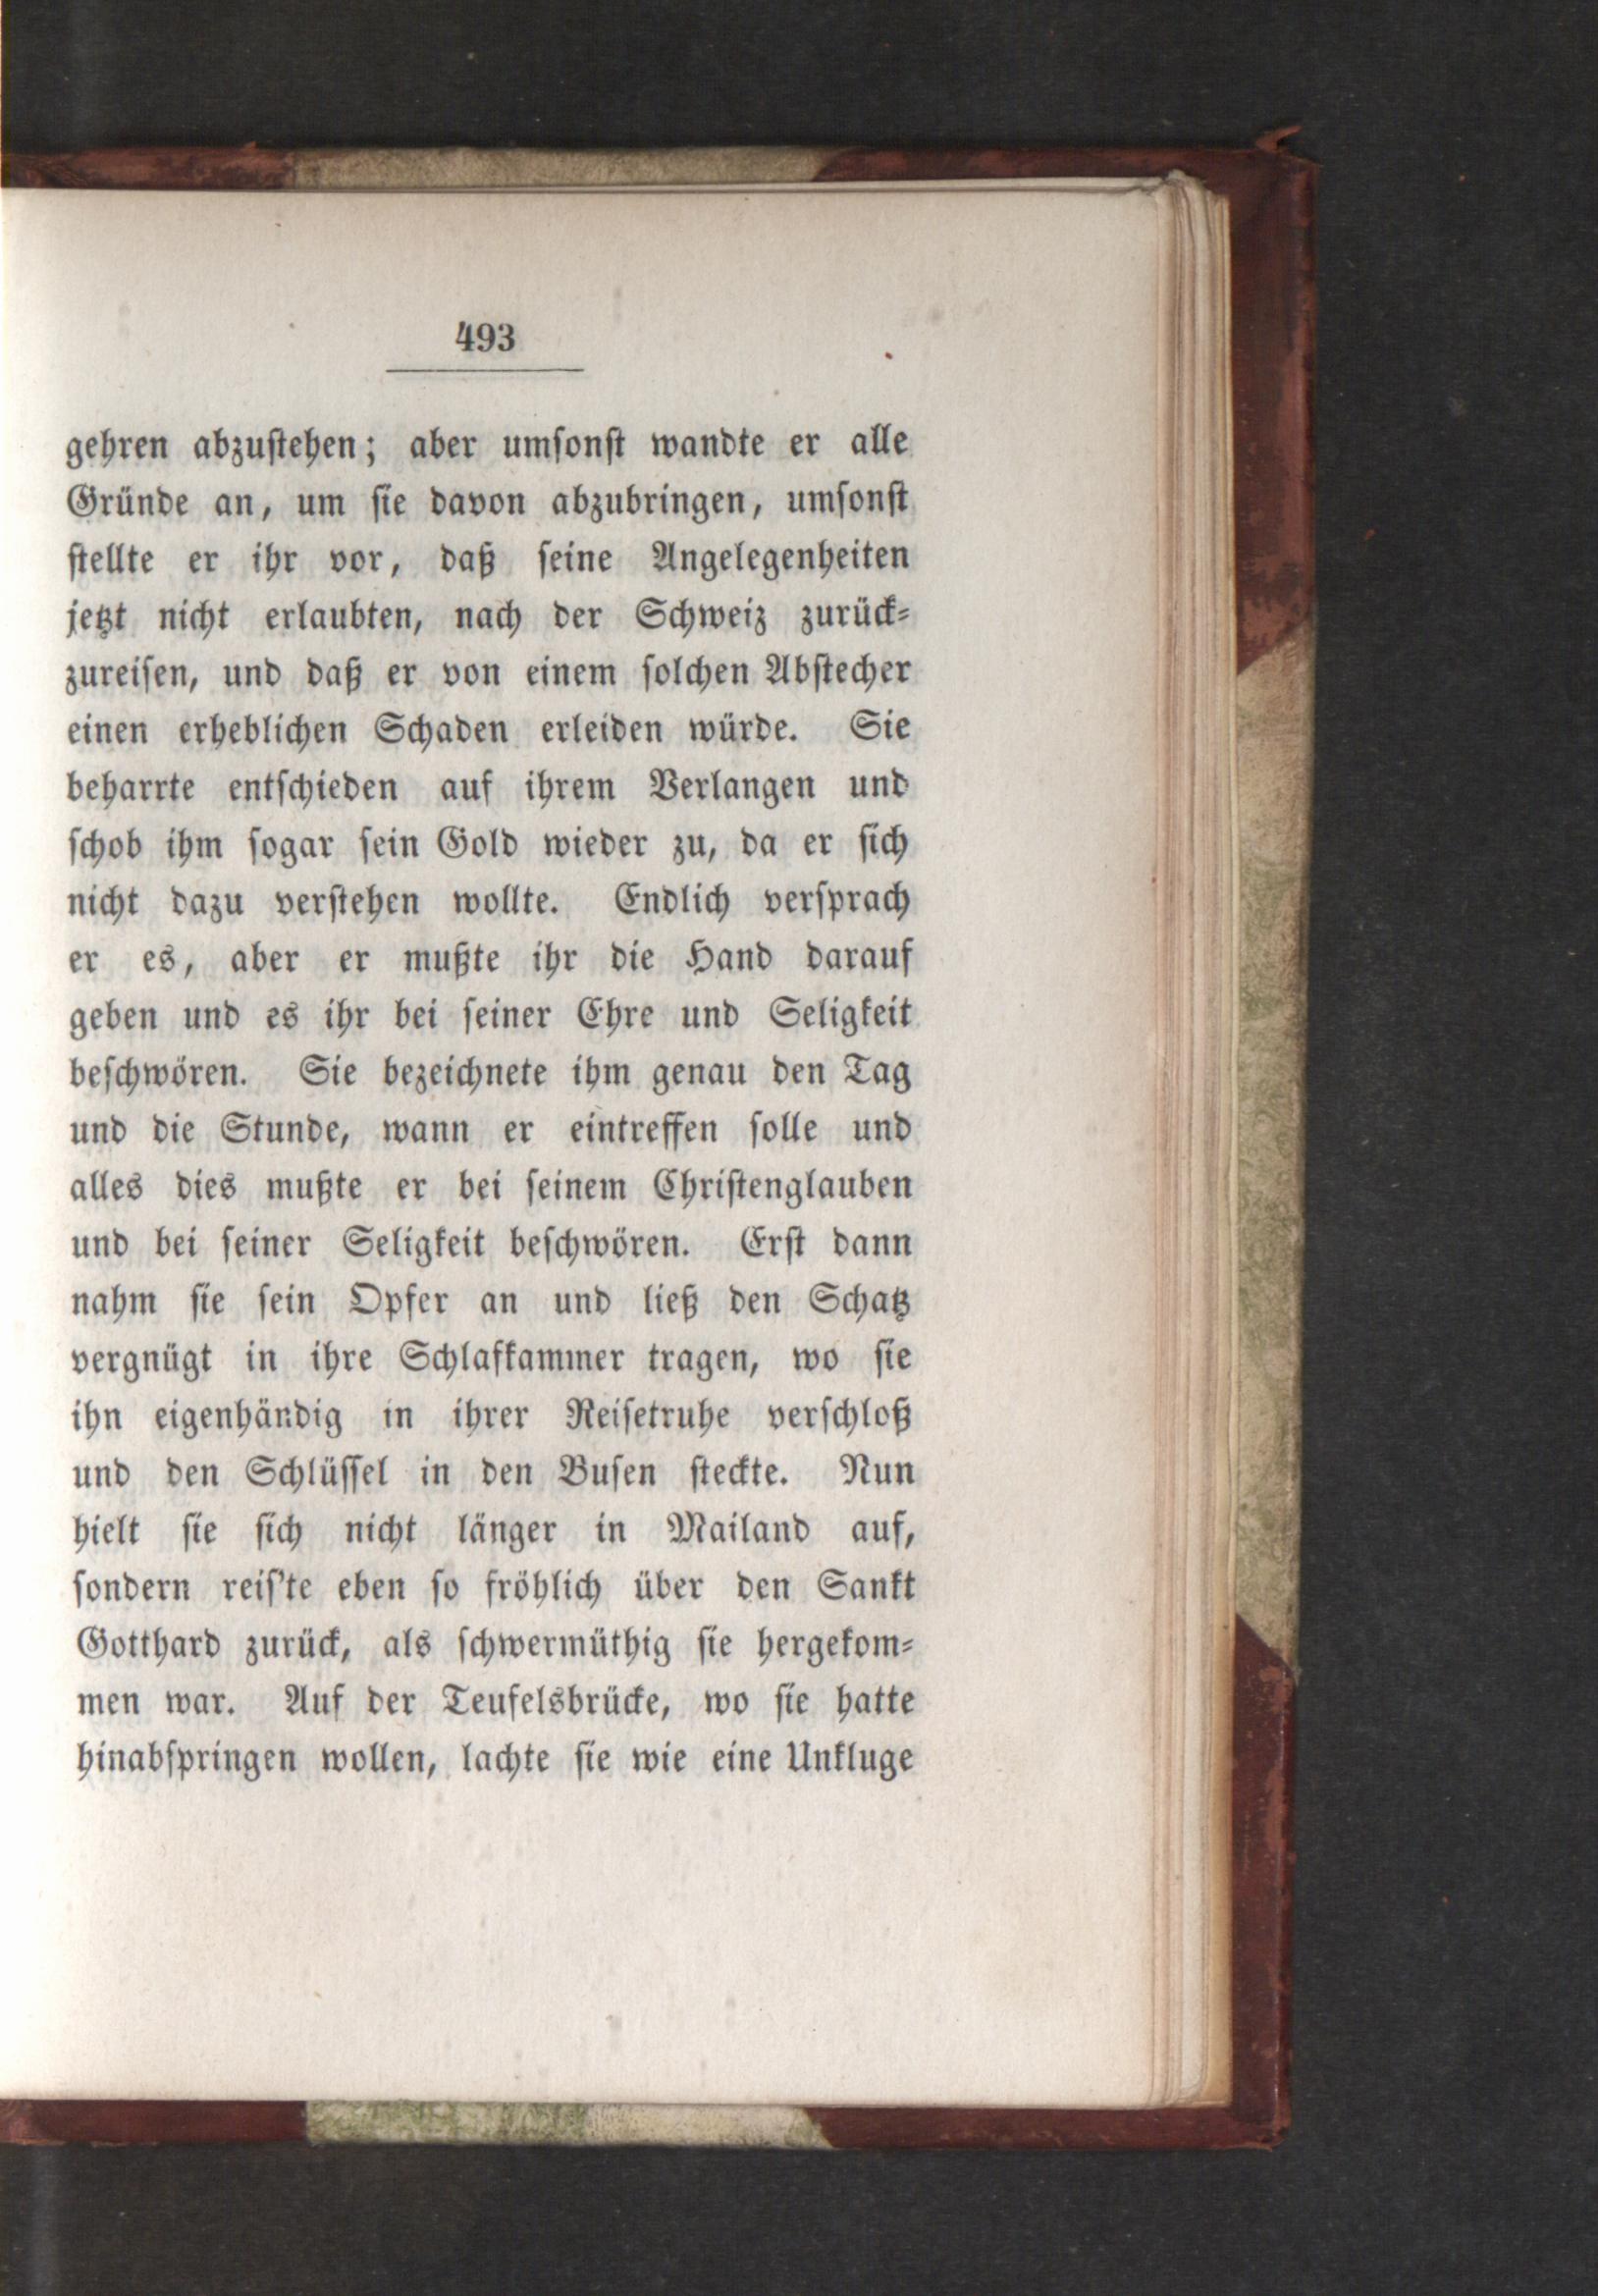 493
gehren abzustehen; aber umsonst wandte er alle
Gründe an, um sie davon abzubringen, umsonst
stellte er ihr vor, daß seine Angelegenheiten
jetzt nicht erlaubten, nach der Schweiz zurück-
zureisen, und daß er von einem solchen Abstecher
einen erheblichen Schaden erleiden würde. Sie
beharrte entschieden auf ihrem Verlangen und
schob ihm sogar sein Gold wieder zu, da er sich
nicht dazu verstehen wollte. Endlich versprach
er es, aber er mußte ihr die Hand darauf
geben und es ihr bei seiner Ehre und Seligkeit
beschwören. Sie bezeichnete ihm genau den Tag
und die Stunde, wann er eintreffen solle und
alles dies mußte er bei seinem Christenglauben
und bei seiner Seligkeit beschwören. Erst dann
nahm sie sein Opfer an und ließ den Schatz
vergnügt in ihre Schlafkammer tragen, wo sie
ihn eigenhändig in ihrer Reisetruhe verschloß
und den Schlüssel in den Busen steckte. Nun
hielt sie sich nicht länger in Mailand auf,
sondern reis'te eben so fröhlich über den Sankt
Gotthard zurück, als schwermüthig sie hergekom-
men war. Auf der Teufelsbrücke, wo sie hatte
hinabspringen wollen, lachte sie wie eine Unkluge